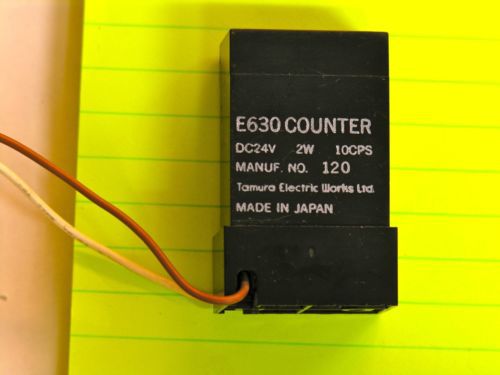 E630 COUNTER
DC24V 2W 10CPS
MANUF. NO. 120
Tamura Electric Works Ltd.
MADE IN JAPAN